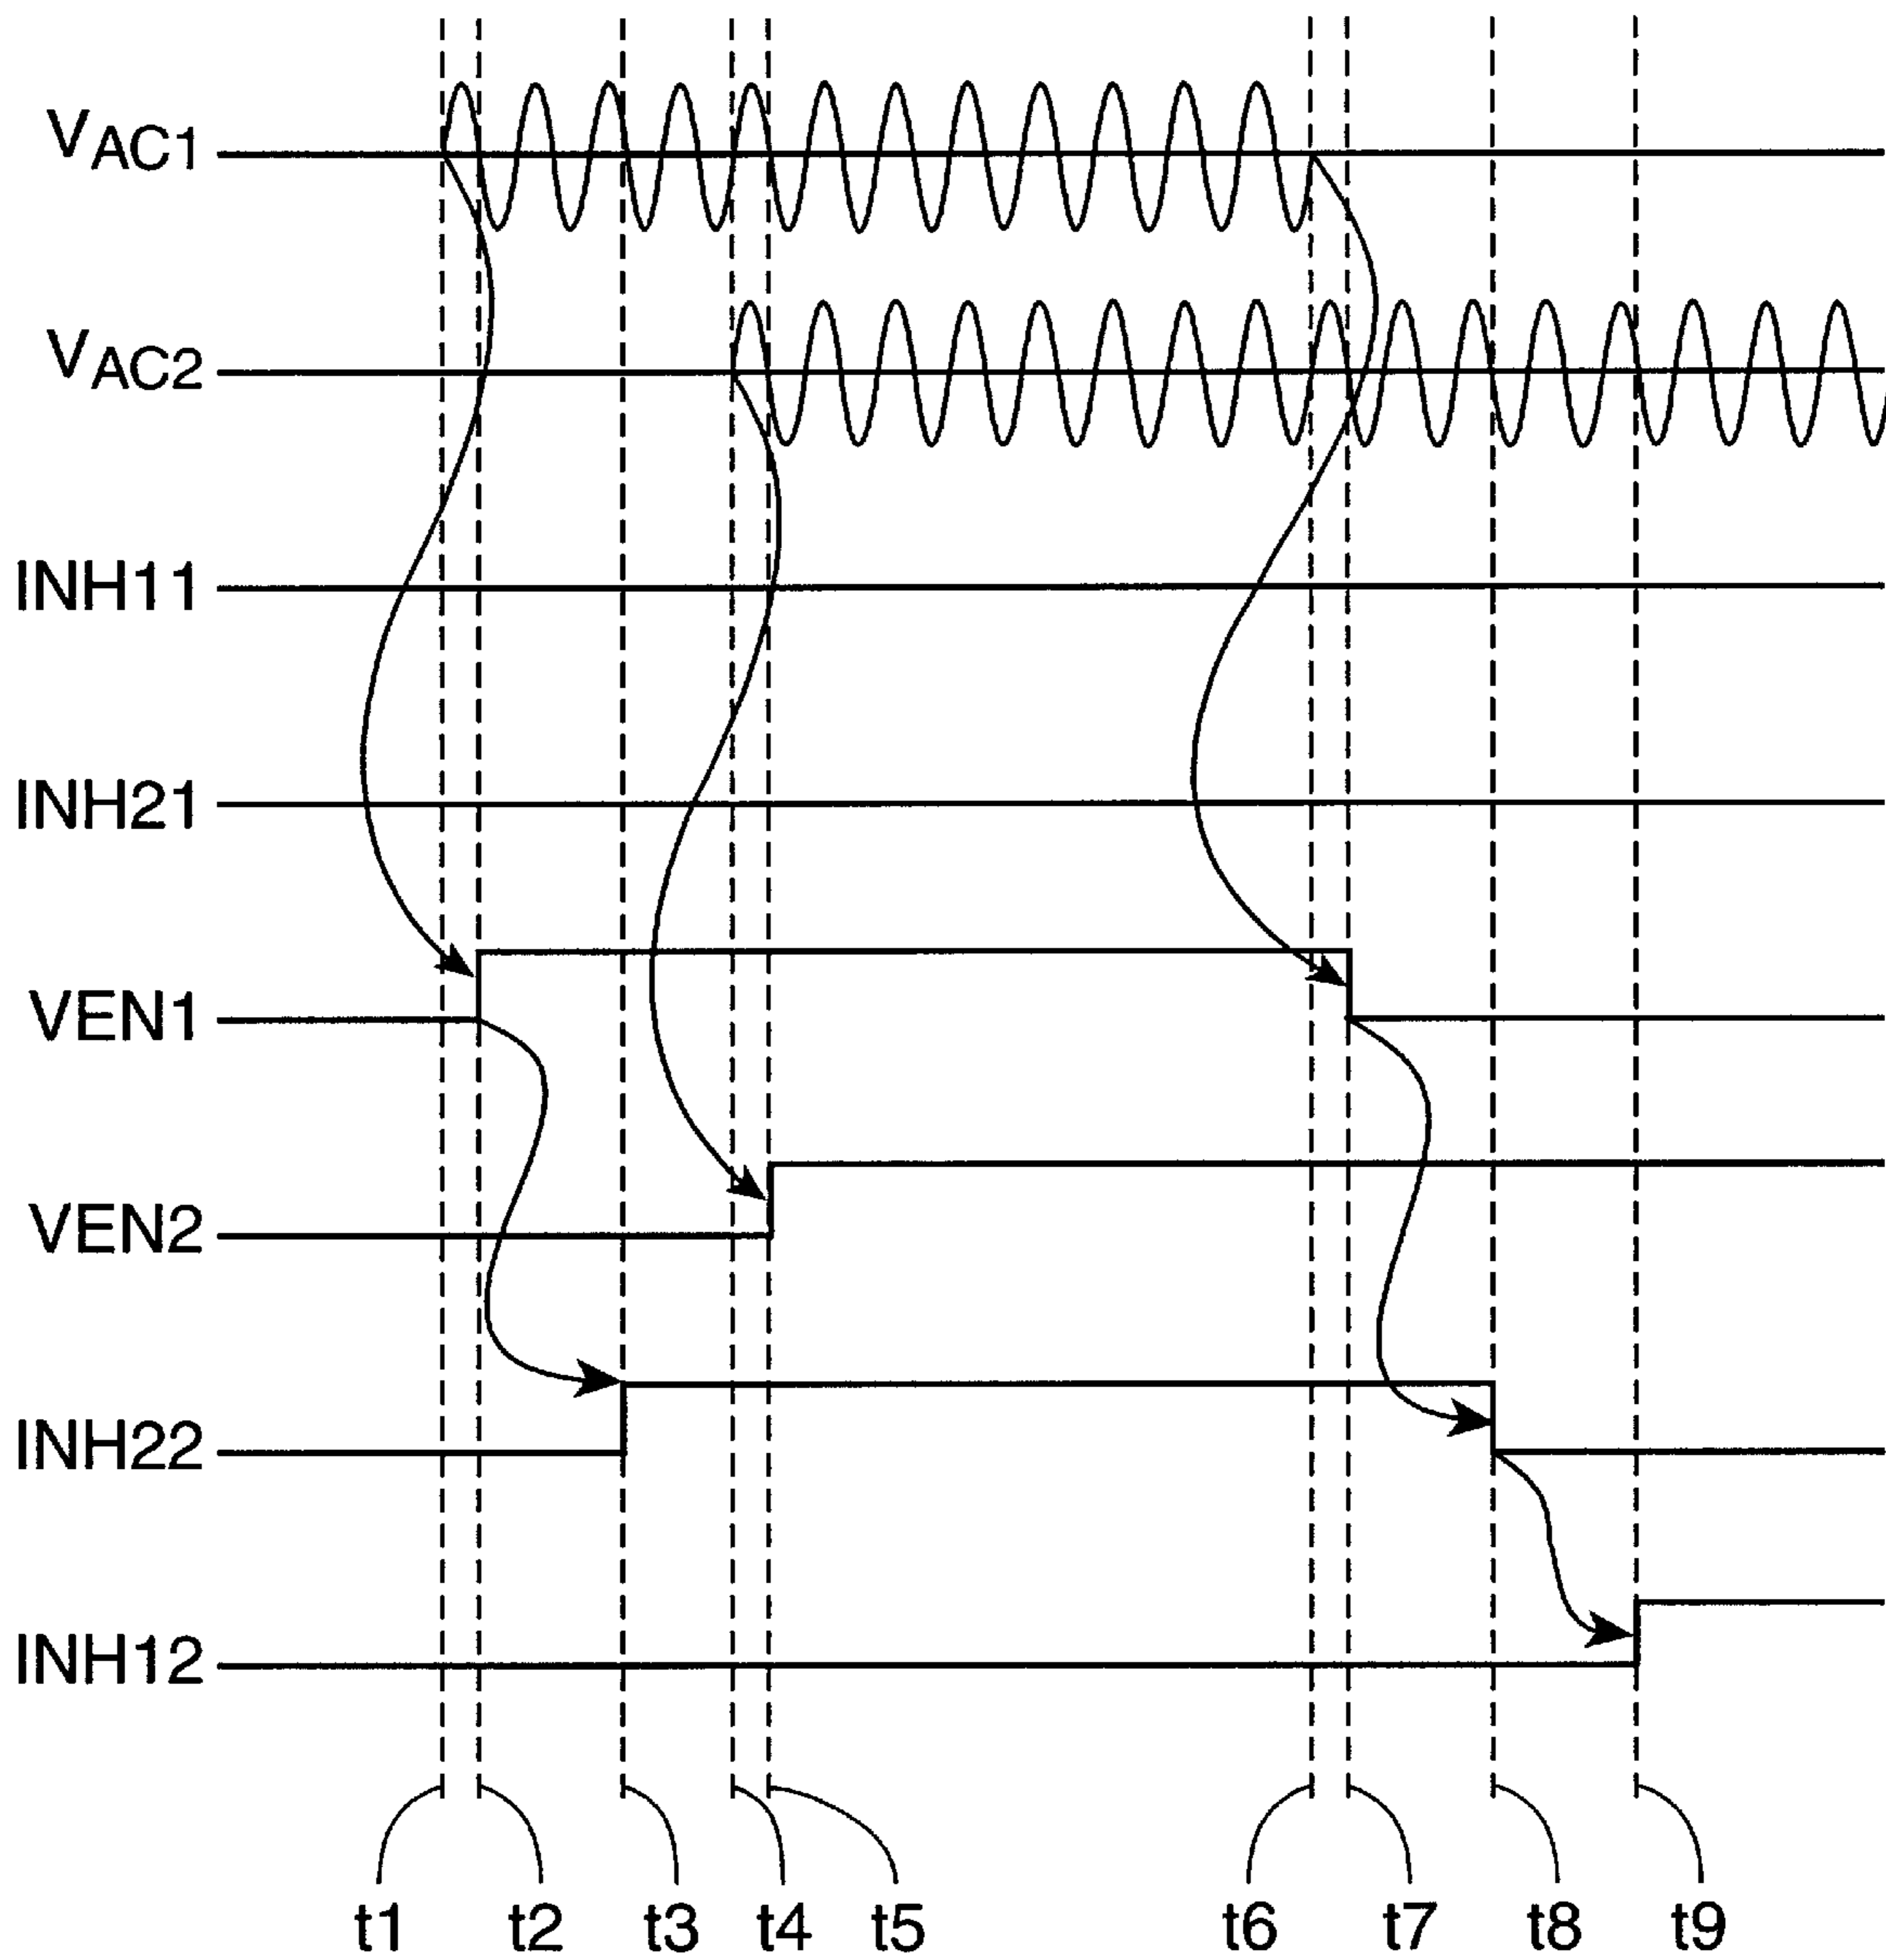 VAC1
VAC2
INH11
INH21
VEN1
VEN2
INH22
INH12
t1 t2 t3 t4 t5 t6 t7 t8 t9